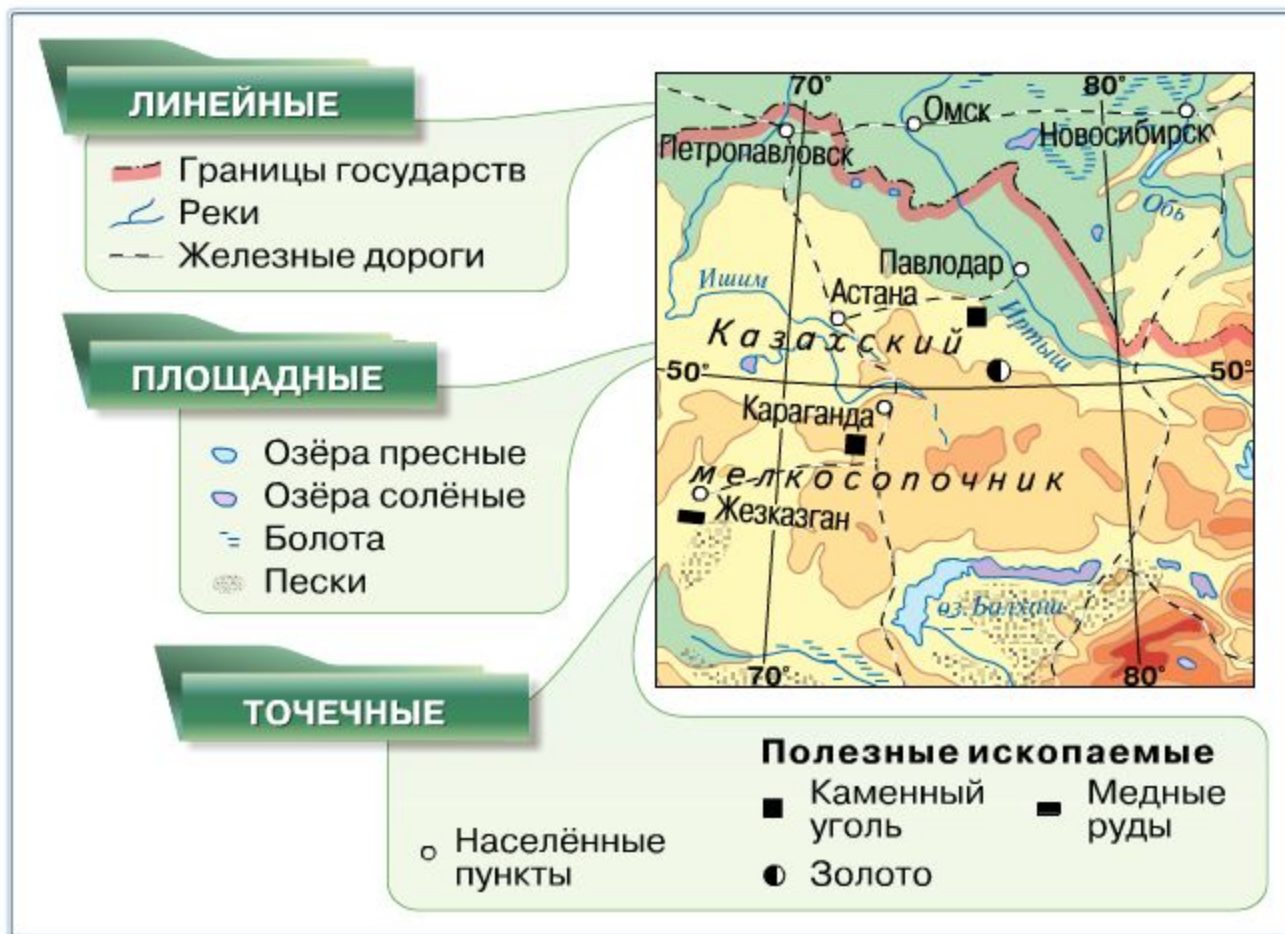 ЛИНЕЙНЫЕ
Границы государств
Реки
Железные дороги
ПЛОЩАДНЫЕ
Озёра пресные
Озёра солёные
Болота
Пески
ТОЧЕЧНЫЕ
Населённые
пункты
Полезные ископаемые
Каменный
уголь
Медные
руды
Золото
70°
80°
Омск
Новосибирск
Петропавловск
Обь
Павлодар
Ишим
Астана
Иртыш
Казахский
50°
50°
Караганда
мелкосопочник
Жезказган
оз. Балхаш
70°
80°